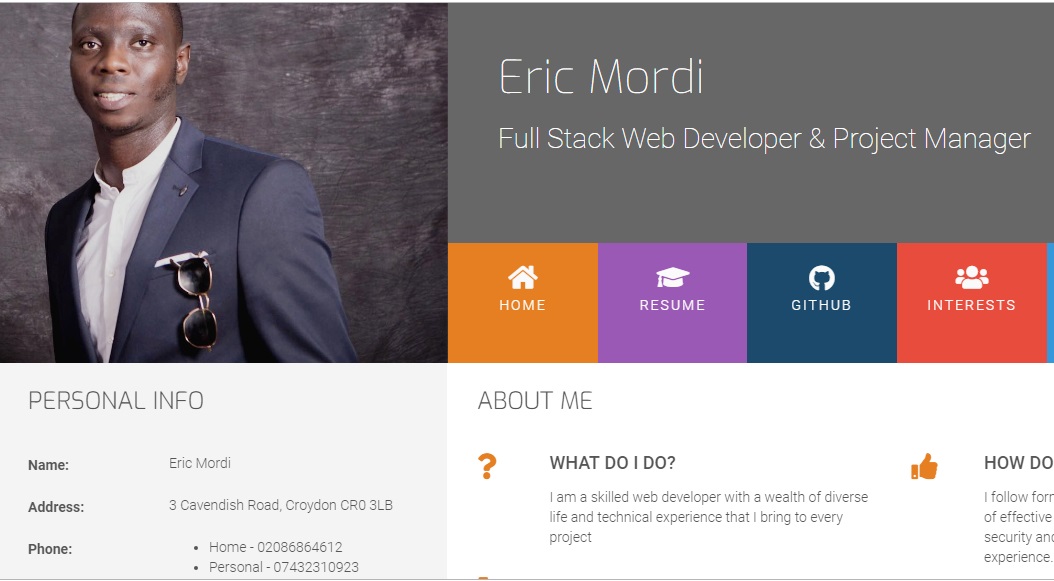 Eric Mordi
Full Stack Web Developer & Project Manager
HOME
RESUME
GITHUB
INTERESTS
PERSONAL INFO
Name: Eric Mordi
Address: 3 Cavendish Road, Croydon CR0 3LB
Phone:
• Home - 02086864612
• Personal - 07432310923
ABOUT ME
WHAT DO I DO?
I am a skilled web developer with a wealth of diverse
life and technical experience that I bring to every
project
HOW DO
I follow
of effective
security
experience.